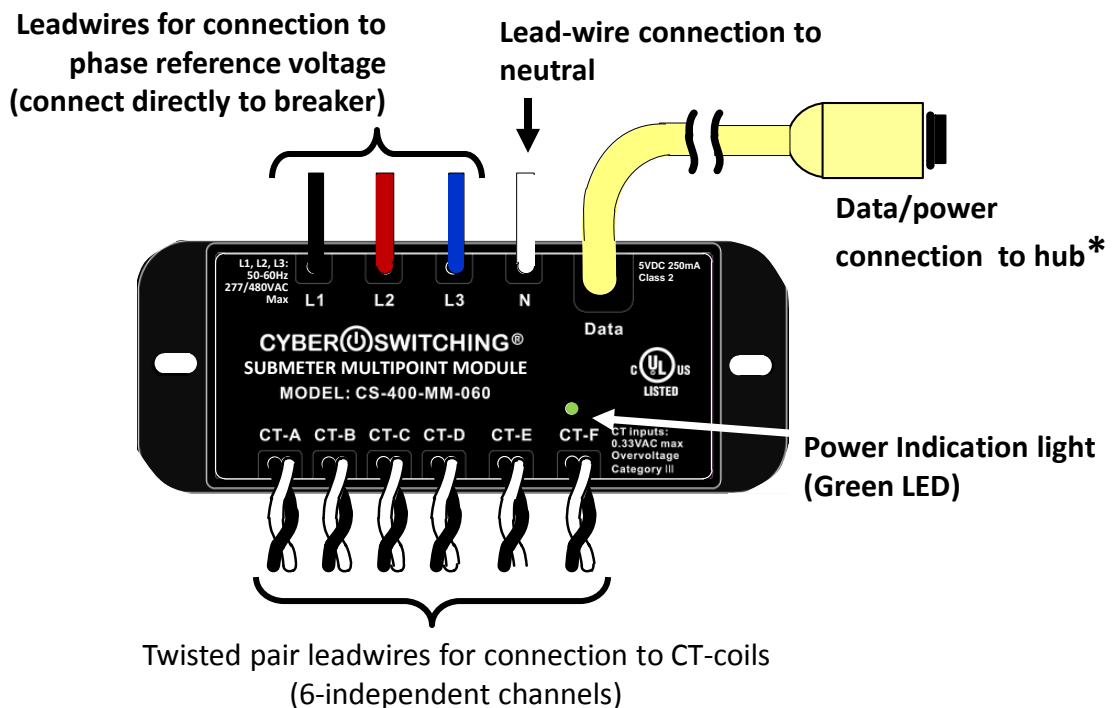 Leadwires for connection to
phase reference voltage
(connect directly to breaker)
Lead-wire connection to
neutral
Data/power
connection to hub*
L1, L2, L3:
50-60Hz
277/480VAC
Max
L1
L2
L3
N
5VDC 250mA
Class 2
Data
CYBER SWITCHING®
SUBMETER MULTIPOINT MODULE
MODEL: CS-400-MM-060
C UL US
LISTED
CT-A CT-B CT-C CT-D CT-E CT-F
CT inputs:
0.33VAC max
Overvoltage
Category III
Power Indication light
(Green LED)
Twisted pair leadwires for connection to CT-coils
(6-independent channels)